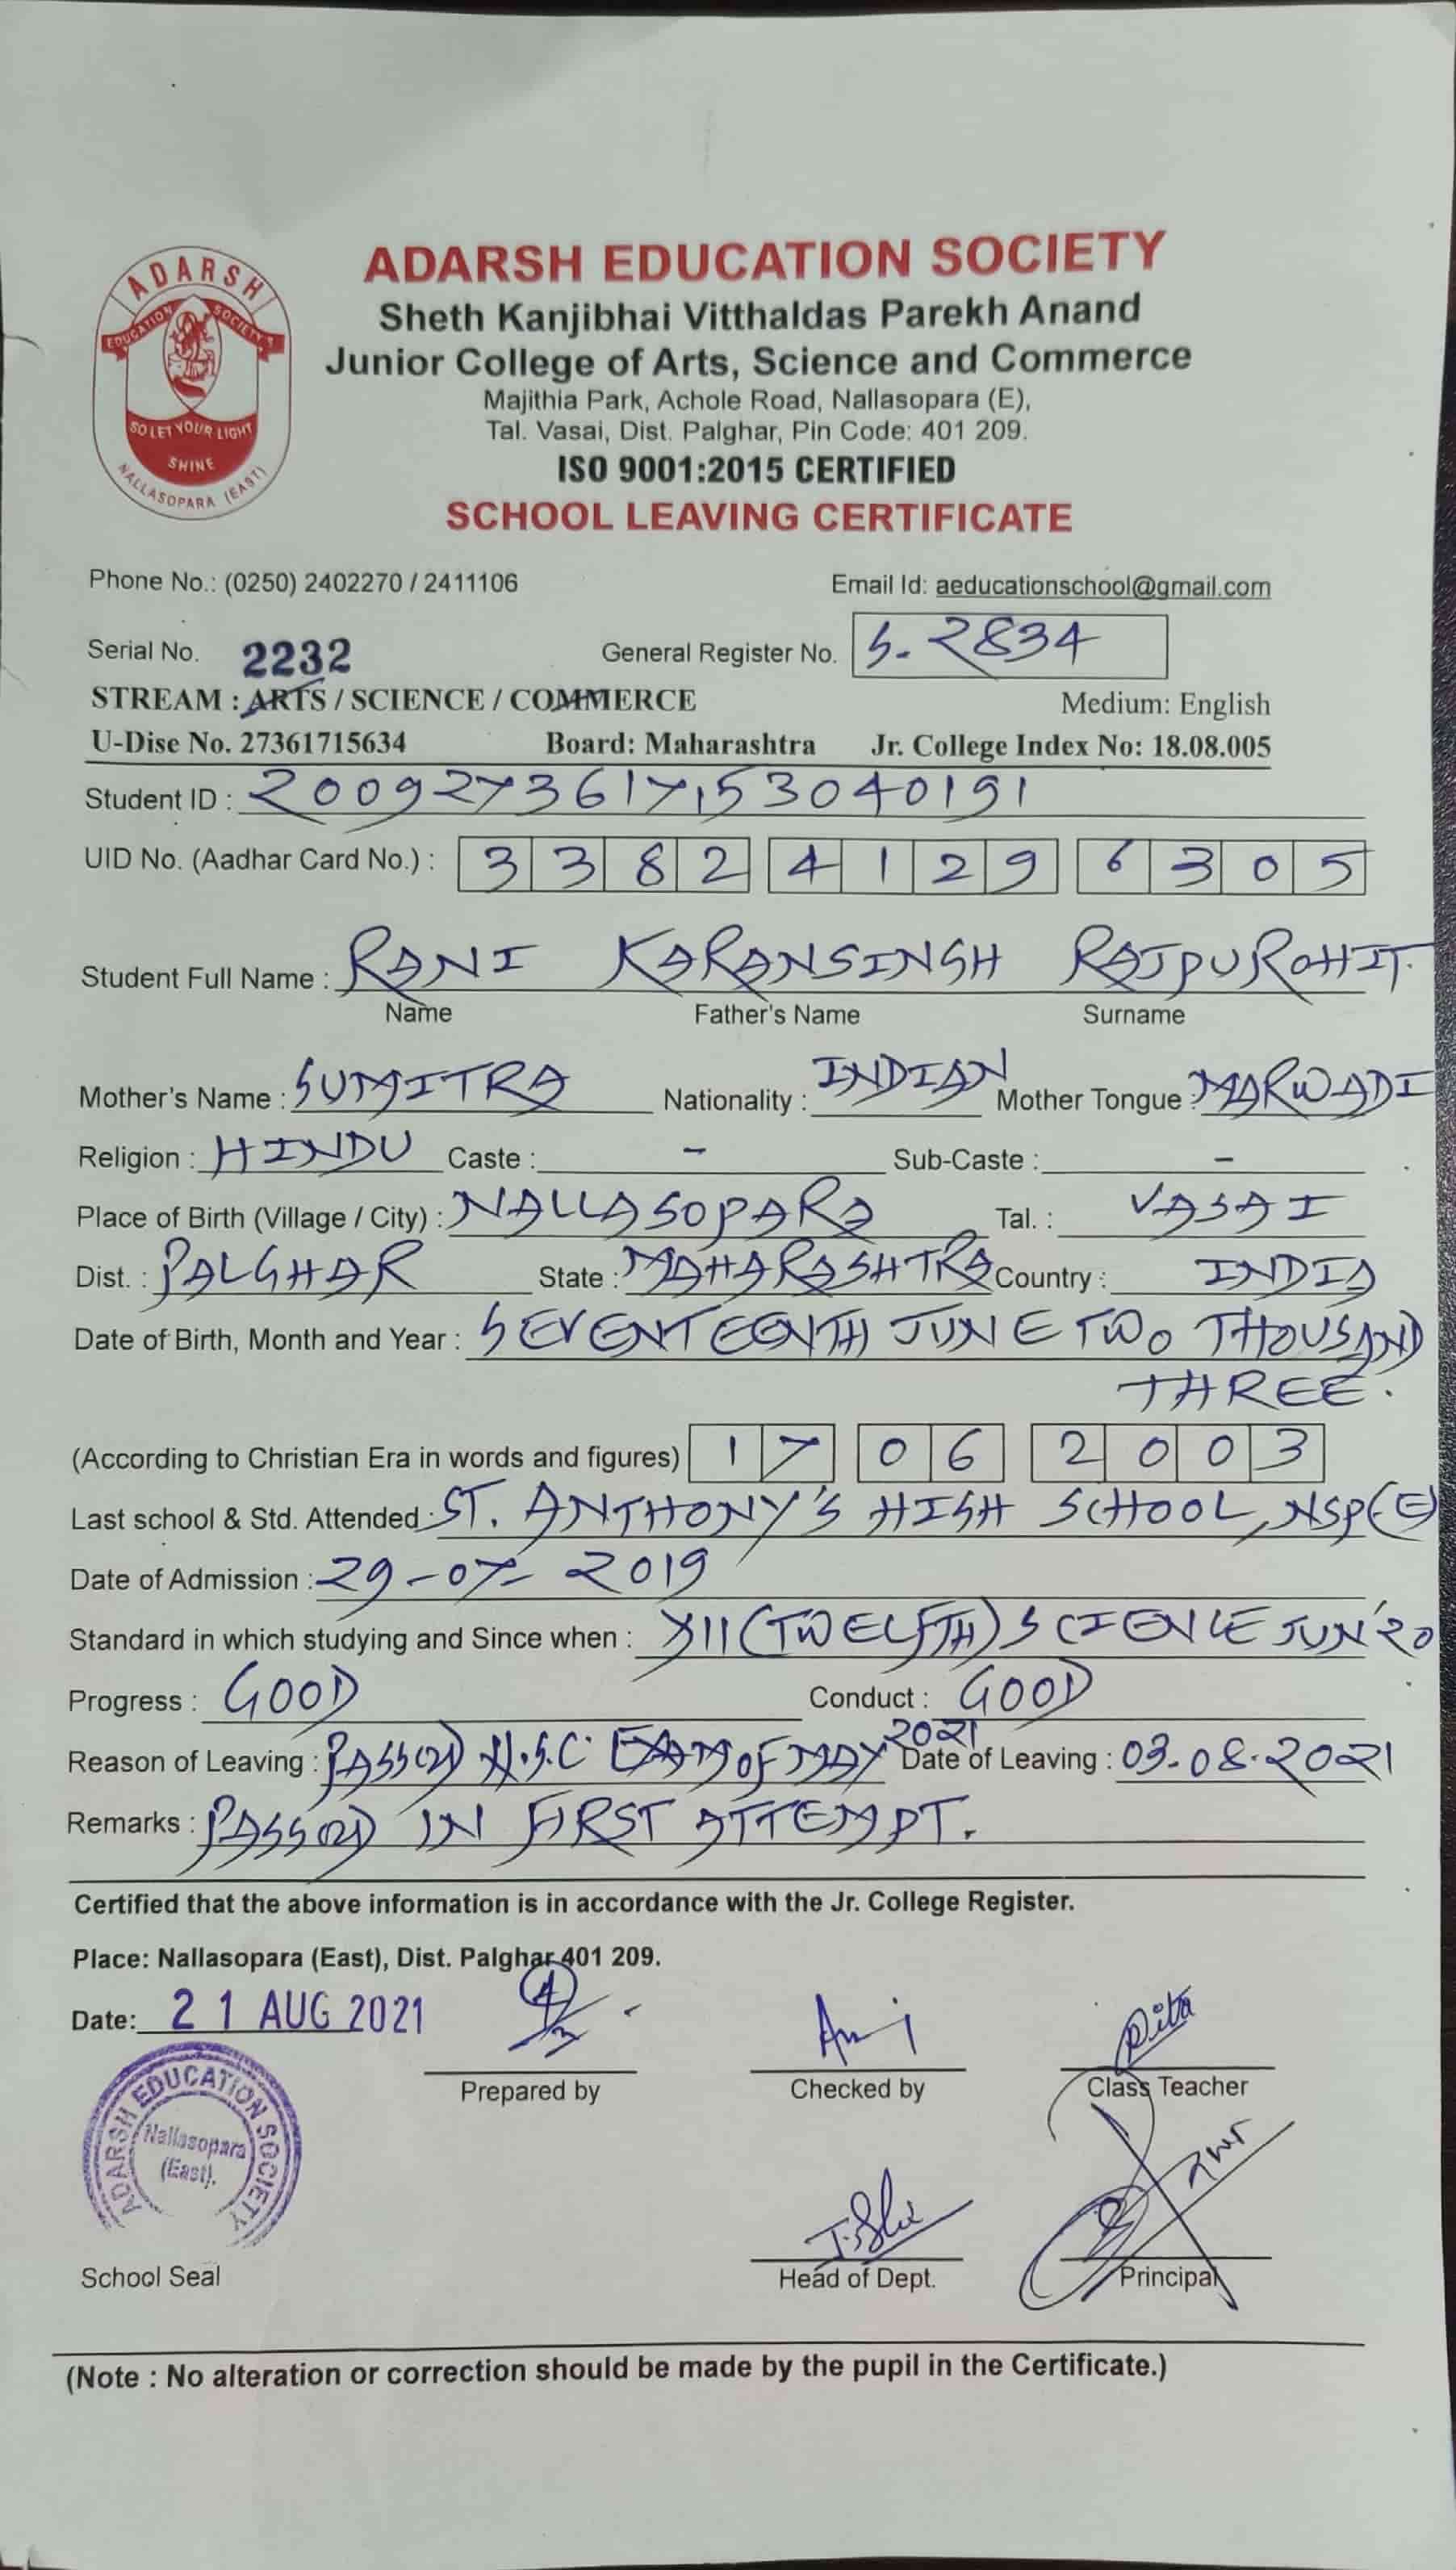 ADARSH
EDUCATION SOCIETY'S
SO LET YOUR LIGHT
SHINE
NALLASOPARA (EAST)
ADARSH EDUCATION SOCIETY
Sheth Kanjibhai Vitthaldas Parekh Anand
Junior College of Arts, Science and Commerce
Majithia Park, Achole Road, Nallasopara (E),
Tal. Vasai, Dist. Palghar, Pin Code: 401 209.
ISO 9001:2015 CERTIFIED
SCHOOL LEAVING CERTIFICATE
Phone No.: (0250) 2402270 / 2411106 Email Id: aeducationschool@gmail.com
Serial No. 2232 General Register No. S-2834
STREAM : ARTS / SCIENCE / COMMERCE Medium: English
U-Dise No. 27361715634 Board: Maharashtra Jr. College Index No: 18.08.005
Student ID : 2009273617153040191
UID No. (Aadhar Card No.) : 3382 4129 6305
Student Full Name : RANI KARANSINGH RAJPUROHIT.
Name Father's Name Surname
Mother's Name : SUMITRA Nationality : INDIAN Mother Tongue : MARWADI
Religion : HINDU Caste : - Sub-Caste : -
Place of Birth (Village / City) : NALLASOPARA Tal. : VASAI
Dist. : PALGHAR State : MAHARASHTRA Country : INDIA
Date of Birth, Month and Year : SEVENTEENTH JUNE TWO THOUSAND
THREE.
(According to Christian Era in words and figures) 17 06 2003
Last school & Std. Attended : ST. ANTHONY'S HIGH SCHOOL, NSP(E)
Date of Admission : 29-07-2019
Standard in which studying and Since when : XII (TWELFTH) SCIENCE JUN'20
Progress : GOOD Conduct : GOOD
Reason of Leaving : PASSED H.S.C. EXAM OF MAY 2021 Date of Leaving : 03.08.2021
Remarks : PASSED IN FIRST ATTEMPT.
Certified that the above information is in accordance with the Jr. College Register.
Place: Nallasopara (East), Dist. Palghar 401 209.
Date: 21 AUG 2021
Prepared by Checked by Class Teacher
ADARSH EDUCATION SOCIETY
Nallasopara
(East).
School Seal Head of Dept. Principal
(Note : No alteration or correction should be made by the pupil in the Certificate.)